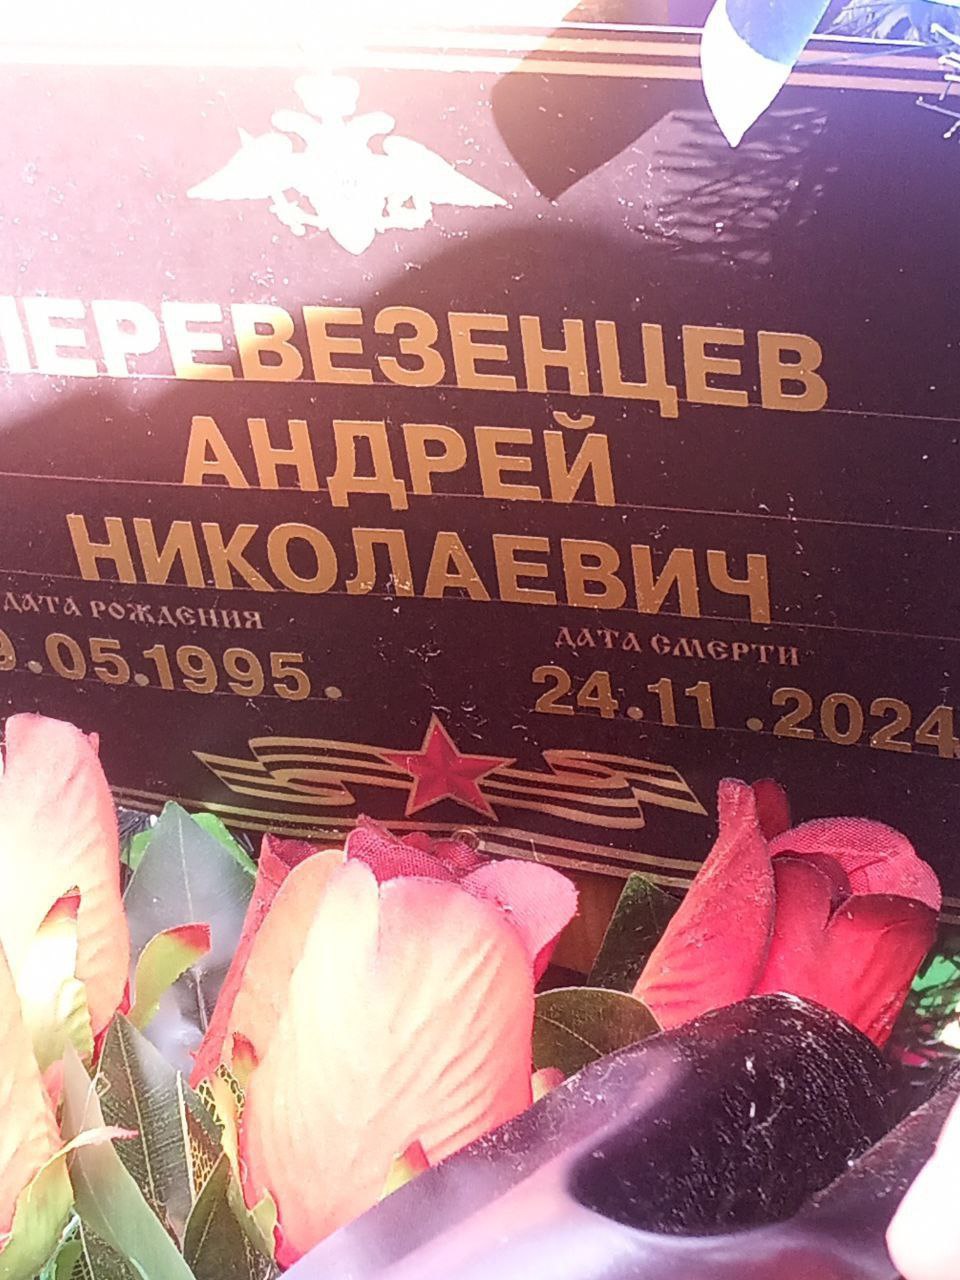 ПЕРЕВЕЗЕНЦЕВ
АНДРЕЙ
НИКОЛАЕВИЧ
ДАТА РОЖДЕНИЯ
9.05.1995.
ДАТА СМЕРТИ
24.11.2024